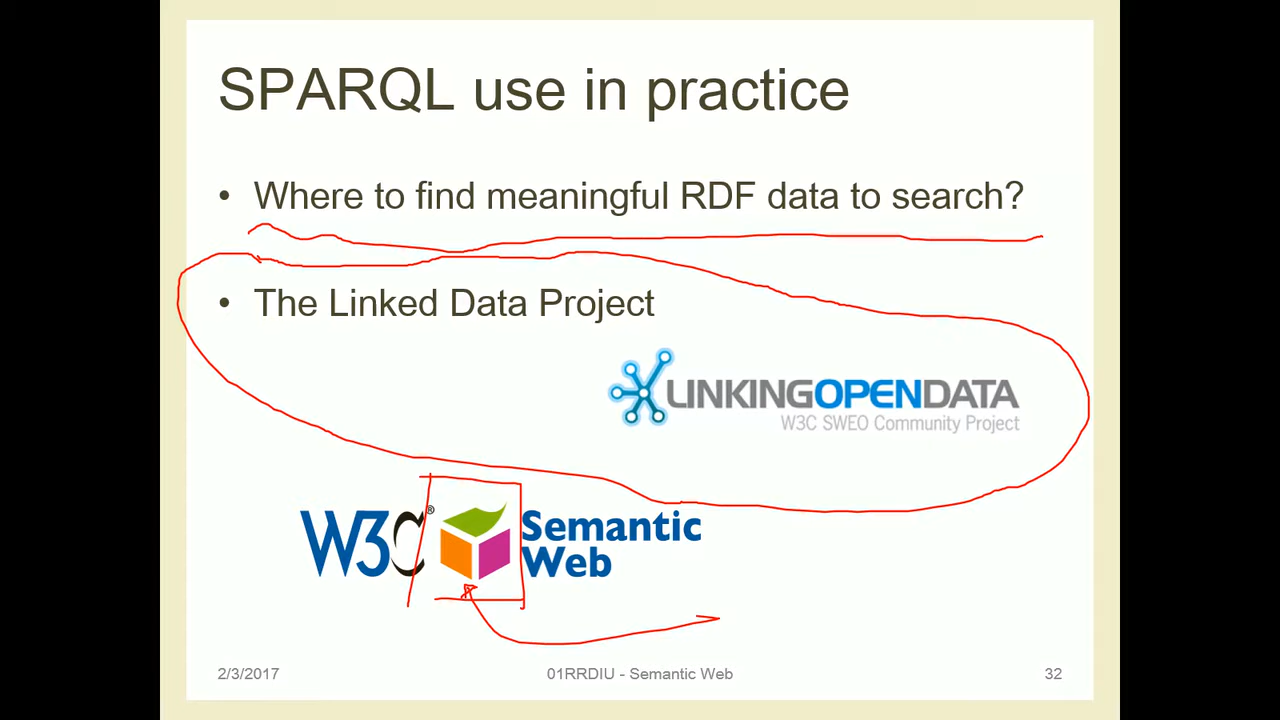 SPARQL use in practice
• Where to find meaningful RDF data to search?
• The Linked Data Project
LINKINGOPENDATA
W3C SWEO Community Project
W3C® Semantic
Web
2/3/2017 01RRDIU - Semantic Web 32